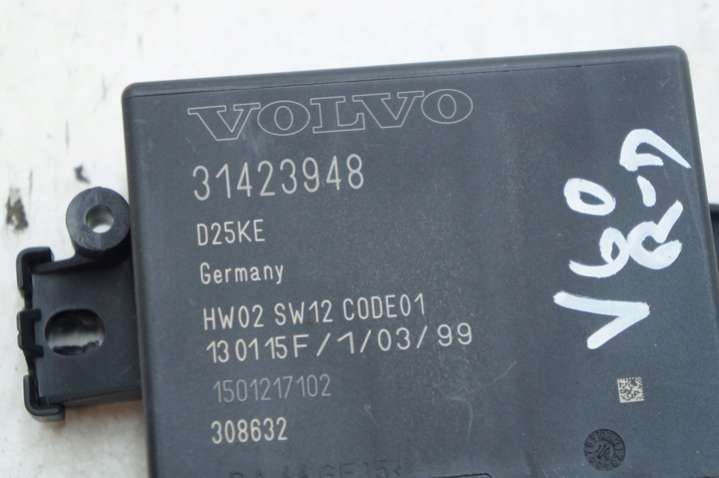 VOLVO
31423948
D25KE
Germany
HW02 SW12 CODE01
130115F/1/03/99
1501217102
308632
V60
R-D